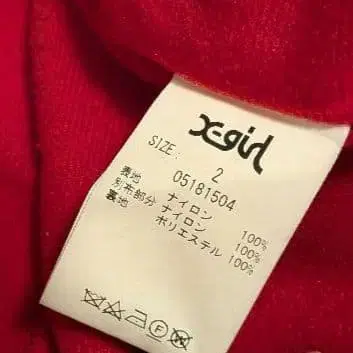 X-girl
SIZE: 2
05181504
表地 ナイロン 100%
別布部分 ナイロン 100%
裏地 ポリエステル 100%